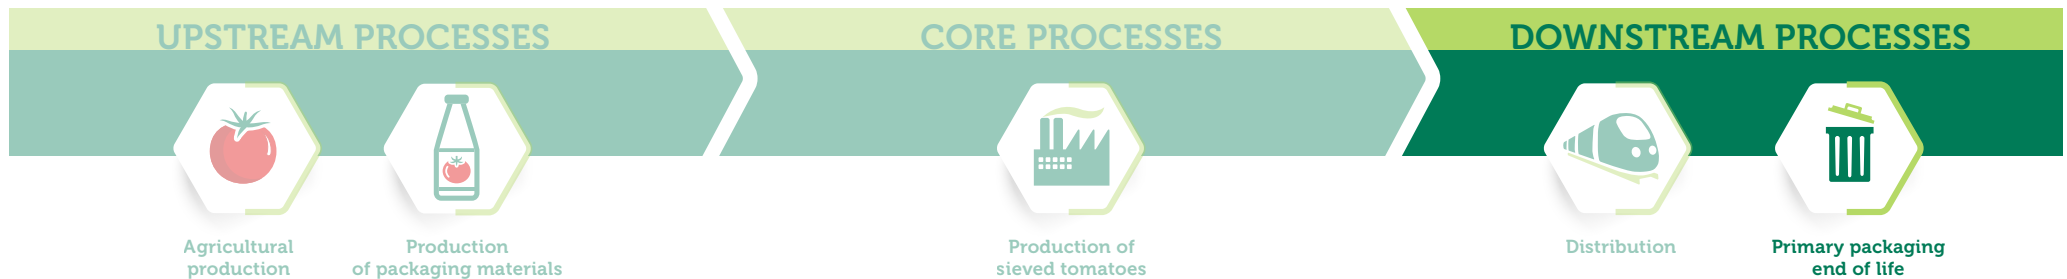 UPSTREAM PROCESSES
CORE PROCESSES
DOWNSTREAM PROCESSES
Agricultural
production
Production
of packaging materials
Production of
sieved tomatoes
Distribution
Primary packaging
end of life